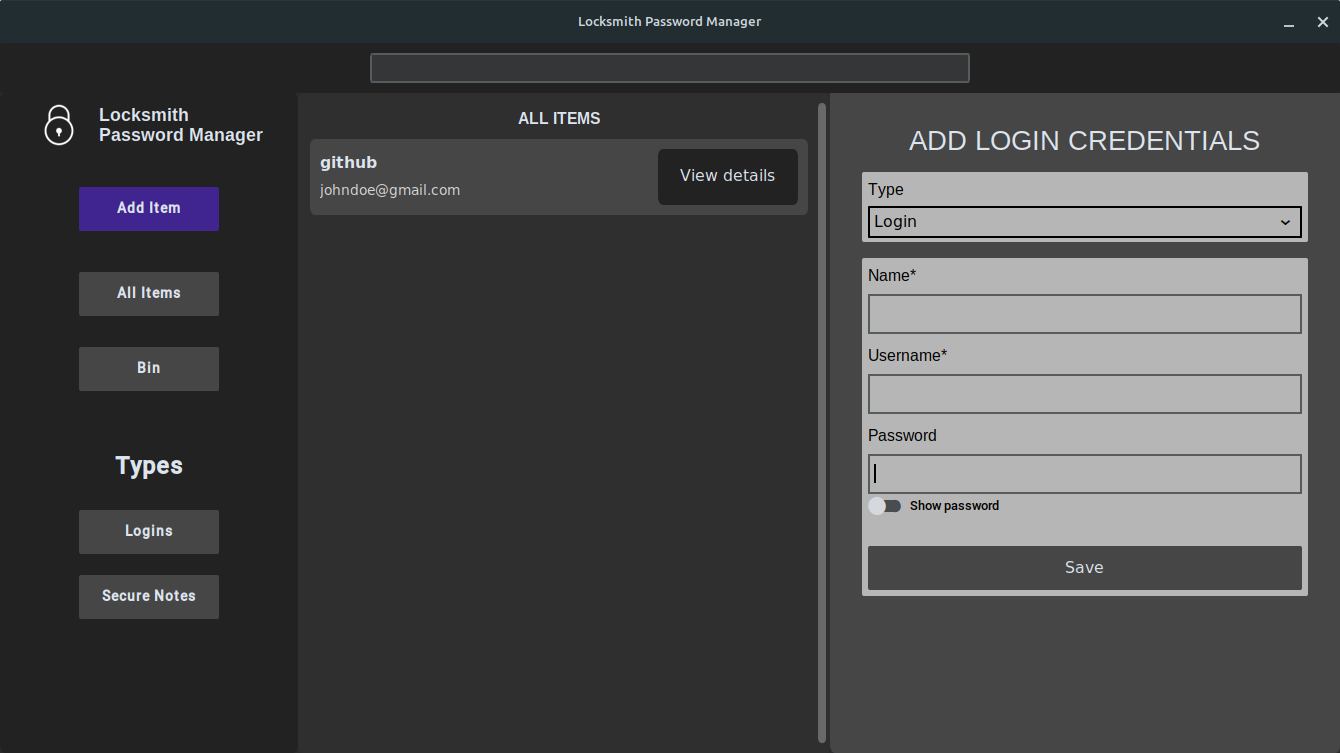 Locksmith Password Manager
Locksmith
Password Manager
Add Item
All Items
Bin
Types
Logins
Secure Notes
ALL ITEMS
github
johndoe@gmail.com
View details
ADD LOGIN CREDENTIALS
Type
Login
Name*
Username*
Password
Show password
Save